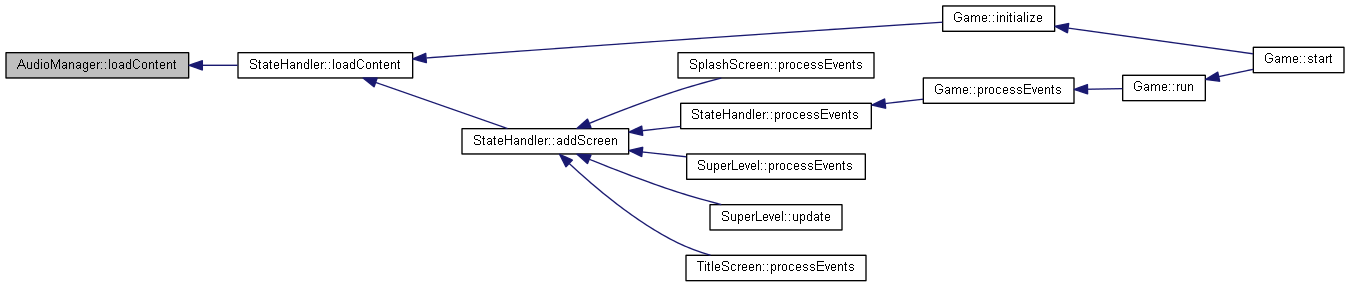 AudioManager::loadContent
StateHandler::loadContent
Game::initialize
Game::start
SplashScreen::processEvents
Game::processEvents
Game::run
StateHandler::processEvents
StateHandler::addScreen
SuperLevel::processEvents
SuperLevel::update
TitleScreen::processEvents